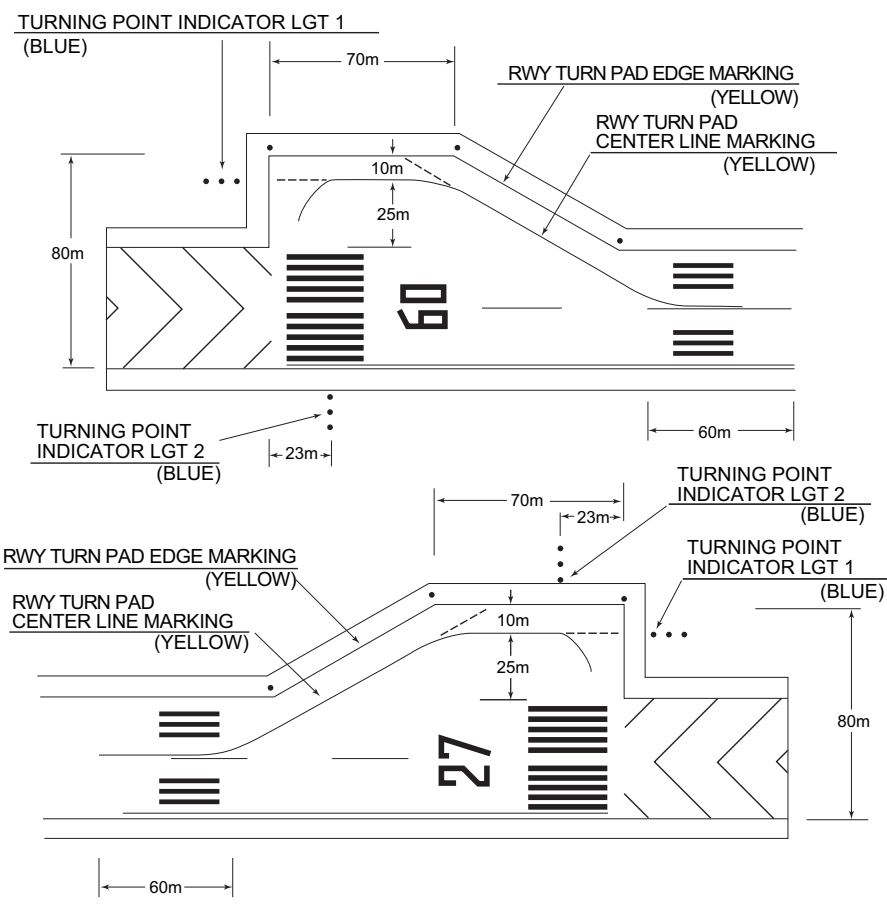 TURNING POINT INDICATOR LGT 1
(BLUE)
70m
RWY TURN PAD EDGE MARKING
(YELLOW)
RWY TURN PAD
CENTER LINE MARKING
(YELLOW)
10m
25m
80m
09
TURNING POINT
INDICATOR LGT 2
(BLUE)
23m
60m
TURNING POINT
INDICATOR LGT 2
(BLUE)
70m
23m
TURNING POINT
INDICATOR LGT 1
(BLUE)
RWY TURN PAD EDGE MARKING
(YELLOW)
RWY TURN PAD
CENTER LINE MARKING
(YELLOW)
10m
25m
80m
27
60m